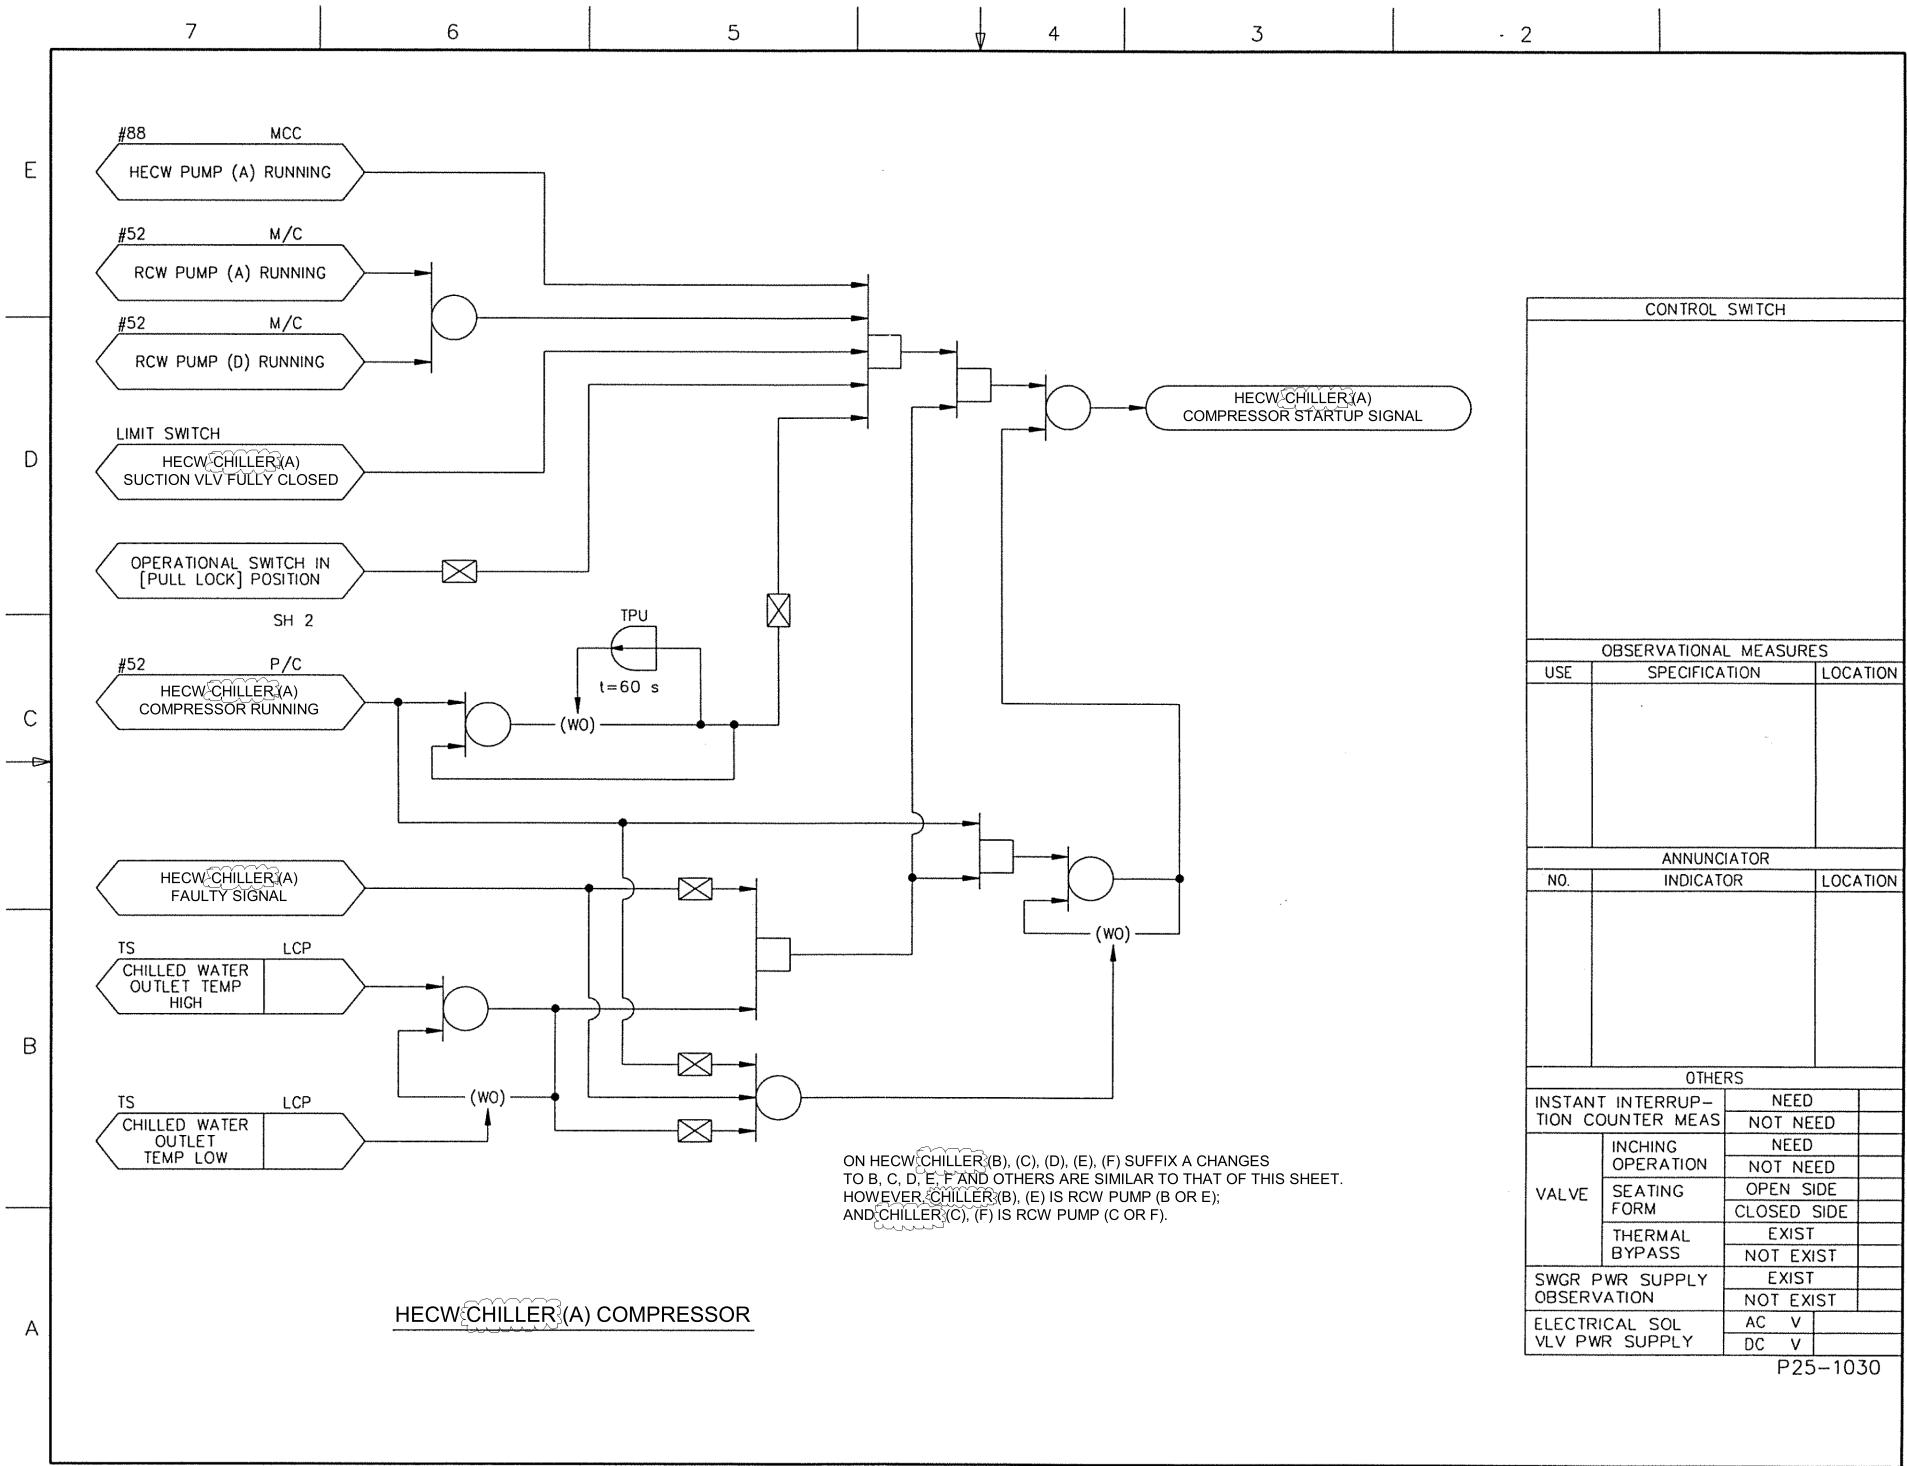 7 6 5 4 3 2
E
D
C
B
A
#88 MCC
HECW PUMP (A) RUNNING
#52 M/C
RCW PUMP (A) RUNNING
#52 M/C
RCW PUMP (D) RUNNING
LIMIT SWITCH
HECW CHILLER (A)
SUCTION VLV FULLY CLOSED
OPERATIONAL SWITCH IN
[PULL LOCK] POSITION
SH 2
#52 P/C
HECW CHILLER (A)
COMPRESSOR RUNNING
TPU
t=60 s
(WO)
HECW CHILLER (A)
FAULTY SIGNAL
TS LCP
CHILLED WATER
OUTLET TEMP
HIGH
(WO)
TS LCP
CHILLED WATER
OUTLET
TEMP LOW
(WO)
HECW CHILLER (A)
COMPRESSOR STARTUP SIGNAL
ON HECW CHILLER (B), (C), (D), (E), (F) SUFFIX A CHANGES
TO B, C, D, E, F AND OTHERS ARE SIMILAR TO THAT OF THIS SHEET.
HOWEVER, CHILLER (B), (E) IS RCW PUMP (B OR E);
AND CHILLER (C), (F) IS RCW PUMP (C OR F).
HECW CHILLER (A) COMPRESSOR
CONTROL SWITCH
OBSERVATIONAL MEASURES
USE SPECIFICATION LOCATION
ANNUNCIATOR
NO. INDICATOR LOCATION
OTHERS
INSTANT INTERRUP-
TION COUNTER MEAS
NEED
NOT NEED
VALVE
INCHING
OPERATION
NEED
NOT NEED
SEATING
FORM
OPEN SIDE
CLOSED SIDE
THERMAL
BYPASS
EXIST
NOT EXIST
SWGR PWR SUPPLY
OBSERVATION
EXIST
NOT EXIST
ELECTRICAL SOL
VLV PWR SUPPLY
AC V
DC V
P25-1030